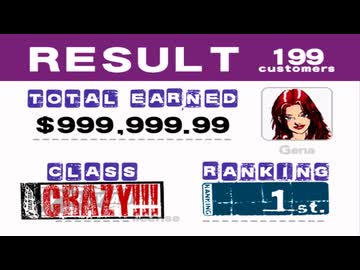 RESULT
199
customers
TOTAL EARNED
$999,999.99
Gena
CLASS
CRAZY!!!
RANKING
RANKING
1st.